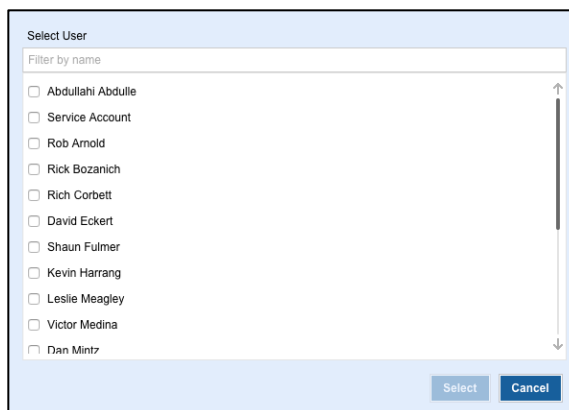 Select User
Filter by name
Abdullahi Abdulle
Service Account
Rob Arnold
Rick Bozanich
Rich Corbett
David Eckert
Shaun Fulmer
Kevin Harrang
Leslie Meagley
Victor Medina
Dan Mintz
Select Cancel